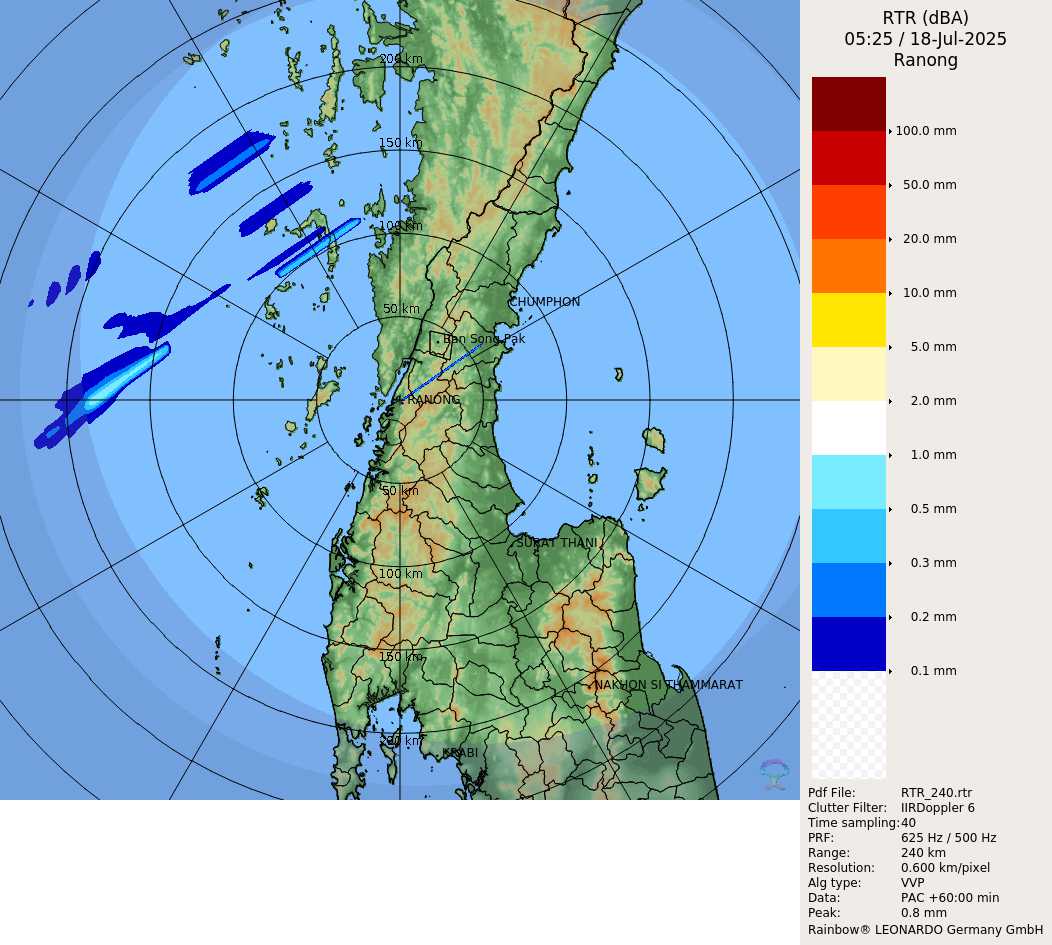 RTR (dBA)
05:25 / 18-Jul-2025
Ranong
100.0 mm
50.0 mm
20.0 mm
10.0 mm
5.0 mm
2.0 mm
1.0 mm
0.5 mm
0.3 mm
0.2 mm
0.1 mm
200 km
150 km
100 km
50 km
CHUMPHON
Ban Song Pak
RANONG
50 km
SURAT THANI
100 km
150 km
NAKHON SI THAMMARAT
200 km
KRABI
Pdf File: RTR_240.rtr
Clutter Filter: IIRDoppler 6
Time sampling:40
PRF: 625 Hz / 500 Hz
Range: 240 km
Resolution: 0.600 km/pixel
Alg type: VVP
Data: PAC +60:00 min
Peak: 0.8 mm
Rainbow® LEONARDO Germany GmbH